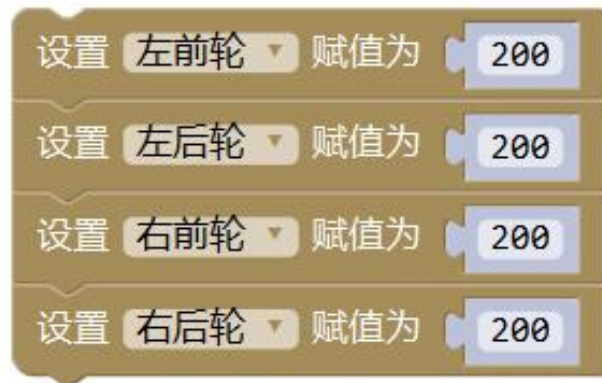 设置 左前轮 赋值为 200
设置 左后轮 赋值为 200
设置 右前轮 赋值为 200
设置 右后轮 赋值为 200